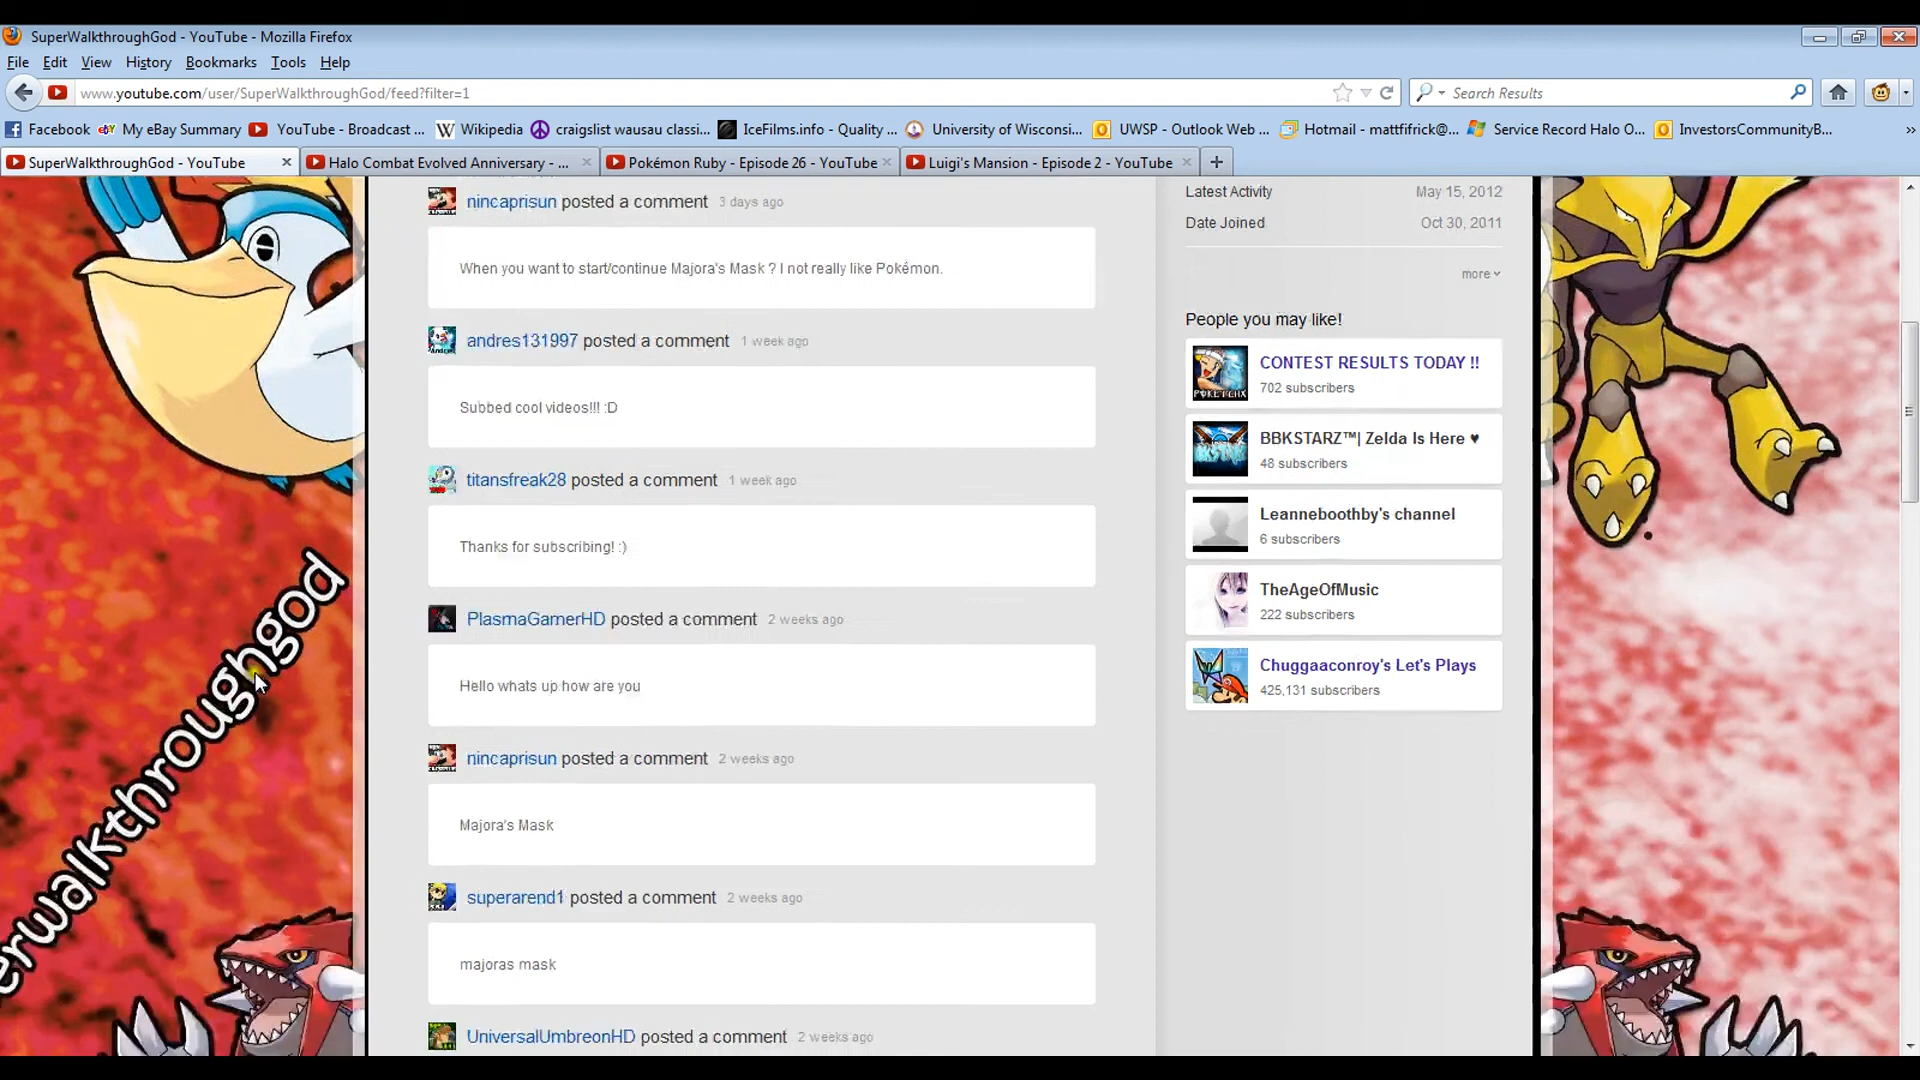 SuperWalkthroughGod - YouTube - Mozilla Firefox
File Edit View History Bookmarks Tools Help
www.youtube.com/user/SuperWalkthroughGod/feed?filter=1
Search Results
Facebook My eBay Summary YouTube - Broadcast ... Wikipedia craigslist wausau classi... IceFilms.info - Quality ... University of Wisconsi... UWSP - Outlook Web ... Hotmail - mattfifrick@... Service Record Halo O... InvestorsCommunityB... »
SuperWalkthroughGod - YouTube
Halo Combat Evolved Anniversary - ...
Pokémon Ruby - Episode 26 - YouTube
Luigi's Mansion - Episode 2 - YouTube
nincaprisun posted a comment 3 days ago
When you want to start/continue Majora's Mask ? I not really like Pokémon.
andres131997 posted a comment 1 week ago
Subbed cool videos!!! :D
titansfreak28 posted a comment 1 week ago
Thanks for subscribing! :)
PlasmaGamerHD posted a comment 2 weeks ago
Hello whats up how are you
nincaprisun posted a comment 2 weeks ago
Majora's Mask
superarend1 posted a comment 2 weeks ago
majoras mask
UniversalUmbreonHD posted a comment 2 weeks ago
Latest Activity May 15, 2012
Date Joined Oct 30, 2011
more
People you may like!
CONTEST RESULTS TODAY !!
702 subscribers
BBKSTARZ™| Zelda Is Here ♥
48 subscribers
Leanneboothby's channel
6 subscribers
TheAgeOfMusic
222 subscribers
Chuggaaconroy's Let's Plays
425,131 subscribers
erwalkthroughgod